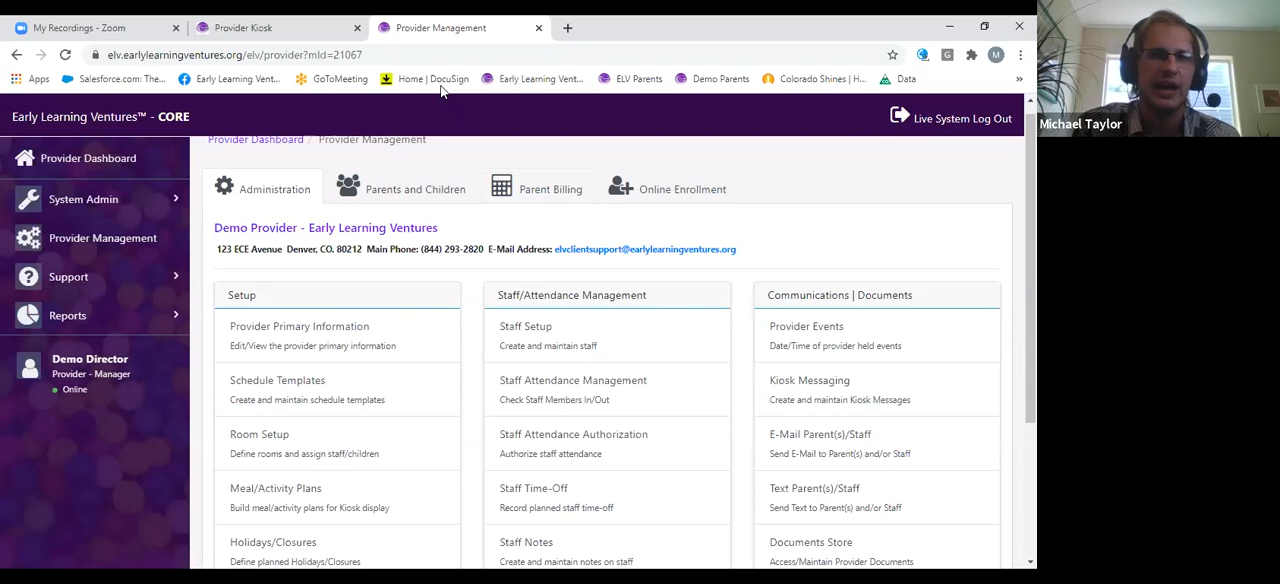 My Recordings - Zoom
Provider Kiosk
Provider Management
elv.earlylearningventures.org/elv/provider?mId=21067
M
Apps
Salesforce.com: The...
Early Learning Vent...
GoToMeeting
Home | DocuSign
Early Learning Vent...
ELV Parents
Demo Parents
Colorado Shines | H...
Data
»
Early Learning Ventures™ - CORE
Live System Log Out
Michael Taylor
Provider Dashboard
System Admin
Provider Management
Support
Reports
Demo Director
Provider - Manager
Online
Provider Dashboard / Provider Management
Administration
Parents and Children
Parent Billing
Online Enrollment
Demo Provider - Early Learning Ventures
123 ECE Avenue Denver, CO. 80212 Main Phone: (844) 293-2820 E-Mail Address: elvclientsupport@earlylearningventures.org
Setup
Provider Primary Information
Edit/View the provider primary information
Schedule Templates
Create and maintain schedule templates
Room Setup
Define rooms and assign staff/children
Meal/Activity Plans
Build meal/activity plans for Kiosk display
Holidays/Closures
Define planned Holidays/Closures
Staff/Attendance Management
Staff Setup
Create and maintain staff
Staff Attendance Management
Check Staff Members In/Out
Staff Attendance Authorization
Authorize staff attendance
Staff Time-Off
Record planned staff time-off
Staff Notes
Create and maintain notes on staff
Communications | Documents
Provider Events
Date/Time of provider held events
Kiosk Messaging
Create and maintain Kiosk Messages
E-Mail Parent(s)/Staff
Send E-Mail to Parent(s) and/or Staff
Text Parent(s)/Staff
Send Text to Parent(s) and/or Staff
Documents Store
Access/Maintain Provider Documents